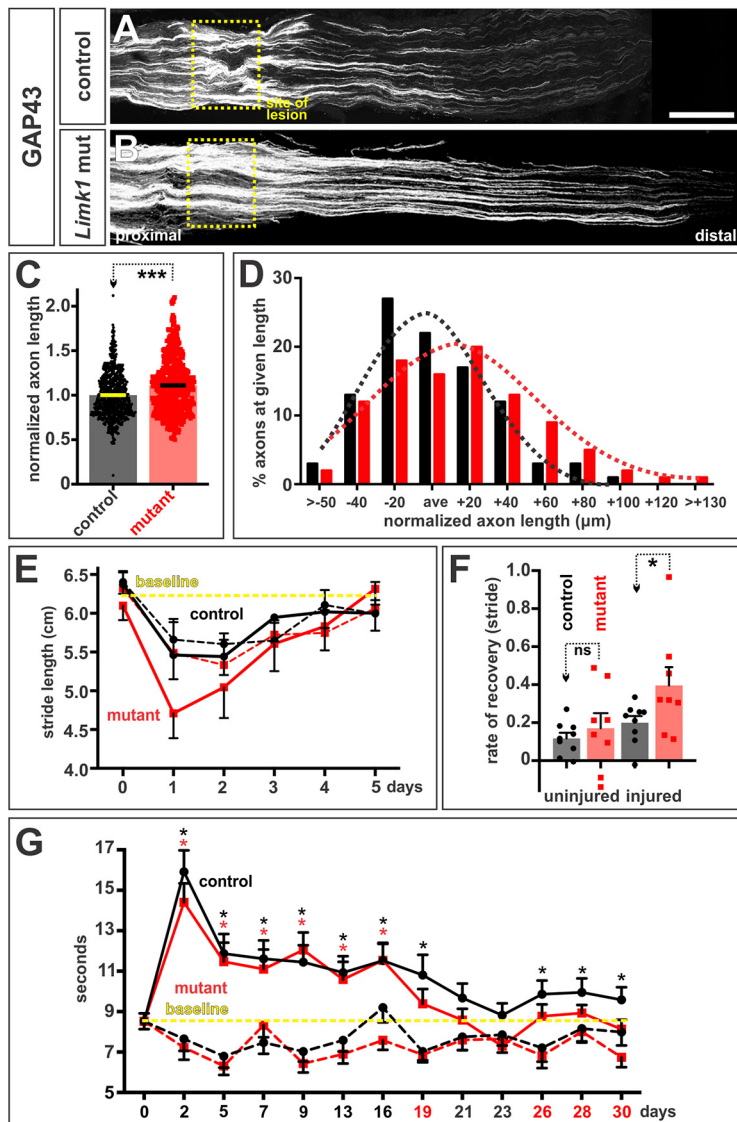 GAP43
control
Limk1 mut
A
site of
lesion
B
proximal
distal
C
***
normalized axon length
2.0
1.5
1.0
0.5
0
control
mutant
D
% axons at given length
30
20
10
0
>-50 -40 -20 ave +20 +40 +60 +80 +100 +120 >+130
normalized axon length (µm)
E
stride length (cm)
6.5
6.0
5.5
5.0
4.5
4.0
baseline
control
mutant
0 1 2 3 4 5 days
F
rate of recovery (stride)
1.0
0.8
0.6
0.4
0.2
0
control
mutant
ns
*
uninjured injured
G
seconds
17
15
13
11
9
7
5
* * * * * * * * * *
* * * * * *
control
mutant
baseline
0 2 5 7 9 13 16 19 21 23 26 28 30 days